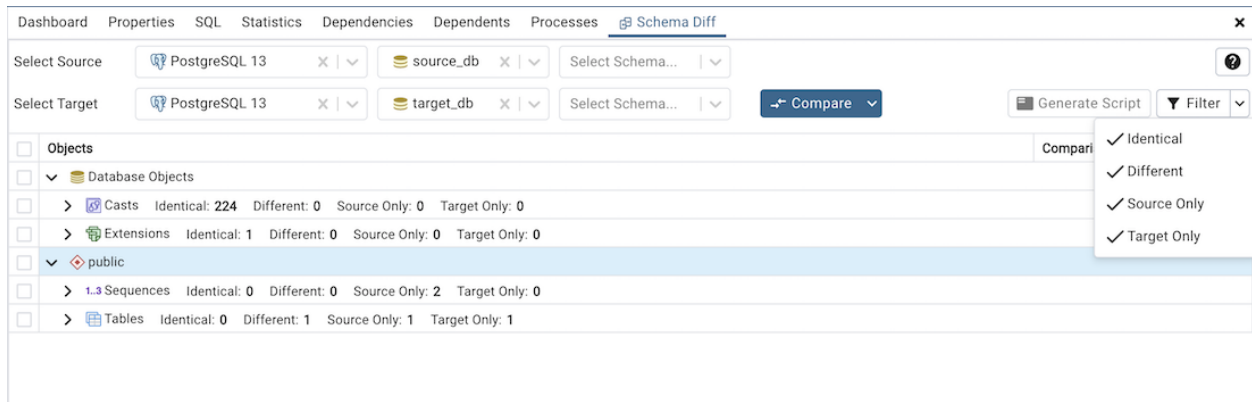 Dashboard Properties SQL Statistics Dependencies Dependents Processes Schema Diff
Select Source PostgreSQL 13 source_db Select Schema...
Select Target PostgreSQL 13 target_db Select Schema... Compare Generate Script Filter
Objects Compari
Identical
Different
Source Only
Target Only
Database Objects
Casts Identical: 224 Different: 0 Source Only: 0 Target Only: 0
Extensions Identical: 1 Different: 0 Source Only: 0 Target Only: 0
public
1..3 Sequences Identical: 0 Different: 0 Source Only: 2 Target Only: 0
Tables Identical: 0 Different: 1 Source Only: 1 Target Only: 1